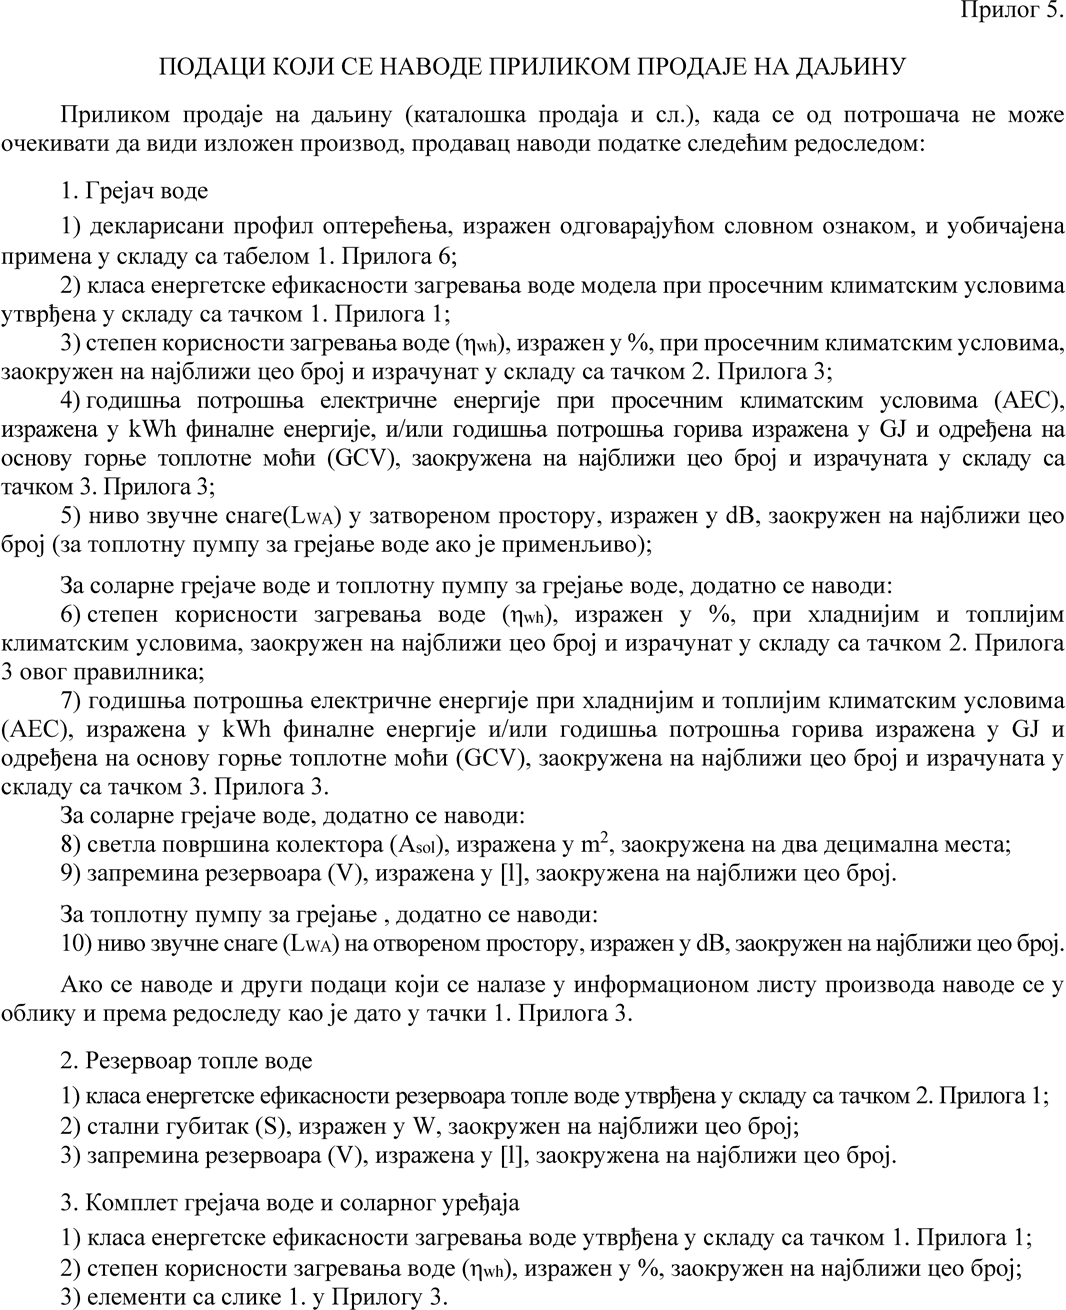 Прилог 5.
ПОДАЦИ КОЈИ СЕ НАВОДЕ ПРИЛИКОМ ПРОДАЈЕ НА ДАЉИНУ
Приликом продаје на даљину (каталошка продаја и сл.), када се од потрошача не може
очекивати да види изложен производ, продавац наводи податке следећим редоследом:
1. Грејач воде
1) декларисани профил оптерећења, изражен одговарајућом словном ознаком, и уобичајена
примена у складу са табелом 1. Прилога 6;
2) класа енергетске ефикасности загревања воде модела при просечним климатским условима
утврђена у складу са тачком 1. Прилога 1;
3) степен корисности загревања воде (ηwh), изражен у %, при просечним климатским условима,
заокружен на најближи цео број и израчунат у складу са тачком 2. Прилога 3;
4) годишња потрошња електричне енергије при просечним климатским условима (AEC),
изражена у kWh финалне енергије, и/или годишња потрошња горива изражена у GJ и одређена на
основу горње топлотне моћи (GCV), заокружена на најближи цео број и израчуната у складу са
тачком 3. Прилога 3;
5) ниво звучне снаге(LWA) у затвореном простору, изражен у dB, заокружен на најближи цео
број (за топлотну пумпу за грејање воде ако је применљиво);
За соларне грејаче воде и топлотну пумпу за грејање воде, додатно се наводи:
6) степен корисности загревања воде (ηwh), изражен у %, при хладнијим и топлијим
климатским условима, заокружен на најближи цео број и израчунат у складу са тачком 2. Прилога
3 овог правилника;
7) годишња потрошња електричне енергије при хладнијим и топлијим климатским условима
(AEC), изражена у kWh финалне енергије и/или годишња потрошња горива изражена у GJ и
одређена на основу горње топлотне моћи (GCV), заокружена на најближи цео број и израчуната у
складу са тачком 3. Прилога 3.
За соларне грејаче воде, додатно се наводи:
8) светла површина колектора (Asol), изражена у m², заокружена на два децимална места;
9) запремина резервоара (V), изражена у [l], заокружена на најближи цео број.
За топлотну пумпу за грејање , додатно се наводи:
10) ниво звучне снаге (LWA) на отвореном простору, изражен у dB, заокружен на најближи цео број.
Ако се наводе и други подаци који се налазе у информационом листу производа наводе се у
облику и према редоследу као је дато у тачки 1. Прилога 3.
2. Резервоар топле воде
1) класа енергетске ефикасности резервоара топле воде утврђена у складу са тачком 2. Прилога 1;
2) стални губитак (S), изражен у W, заокружен на најближи цео број;
3) запремина резервоара (V), изражена у [l], заокружена на најближи цео број.
3. Комплет грејача воде и соларног уређаја
1) класа енергетске ефикасности загревања воде утврђена у складу са тачком 1. Прилога 1;
2) степен корисности загревања воде (ηwh), изражен у %, заокружен на најближи цео број;
3) елементи са слике 1. у Прилогу 3.